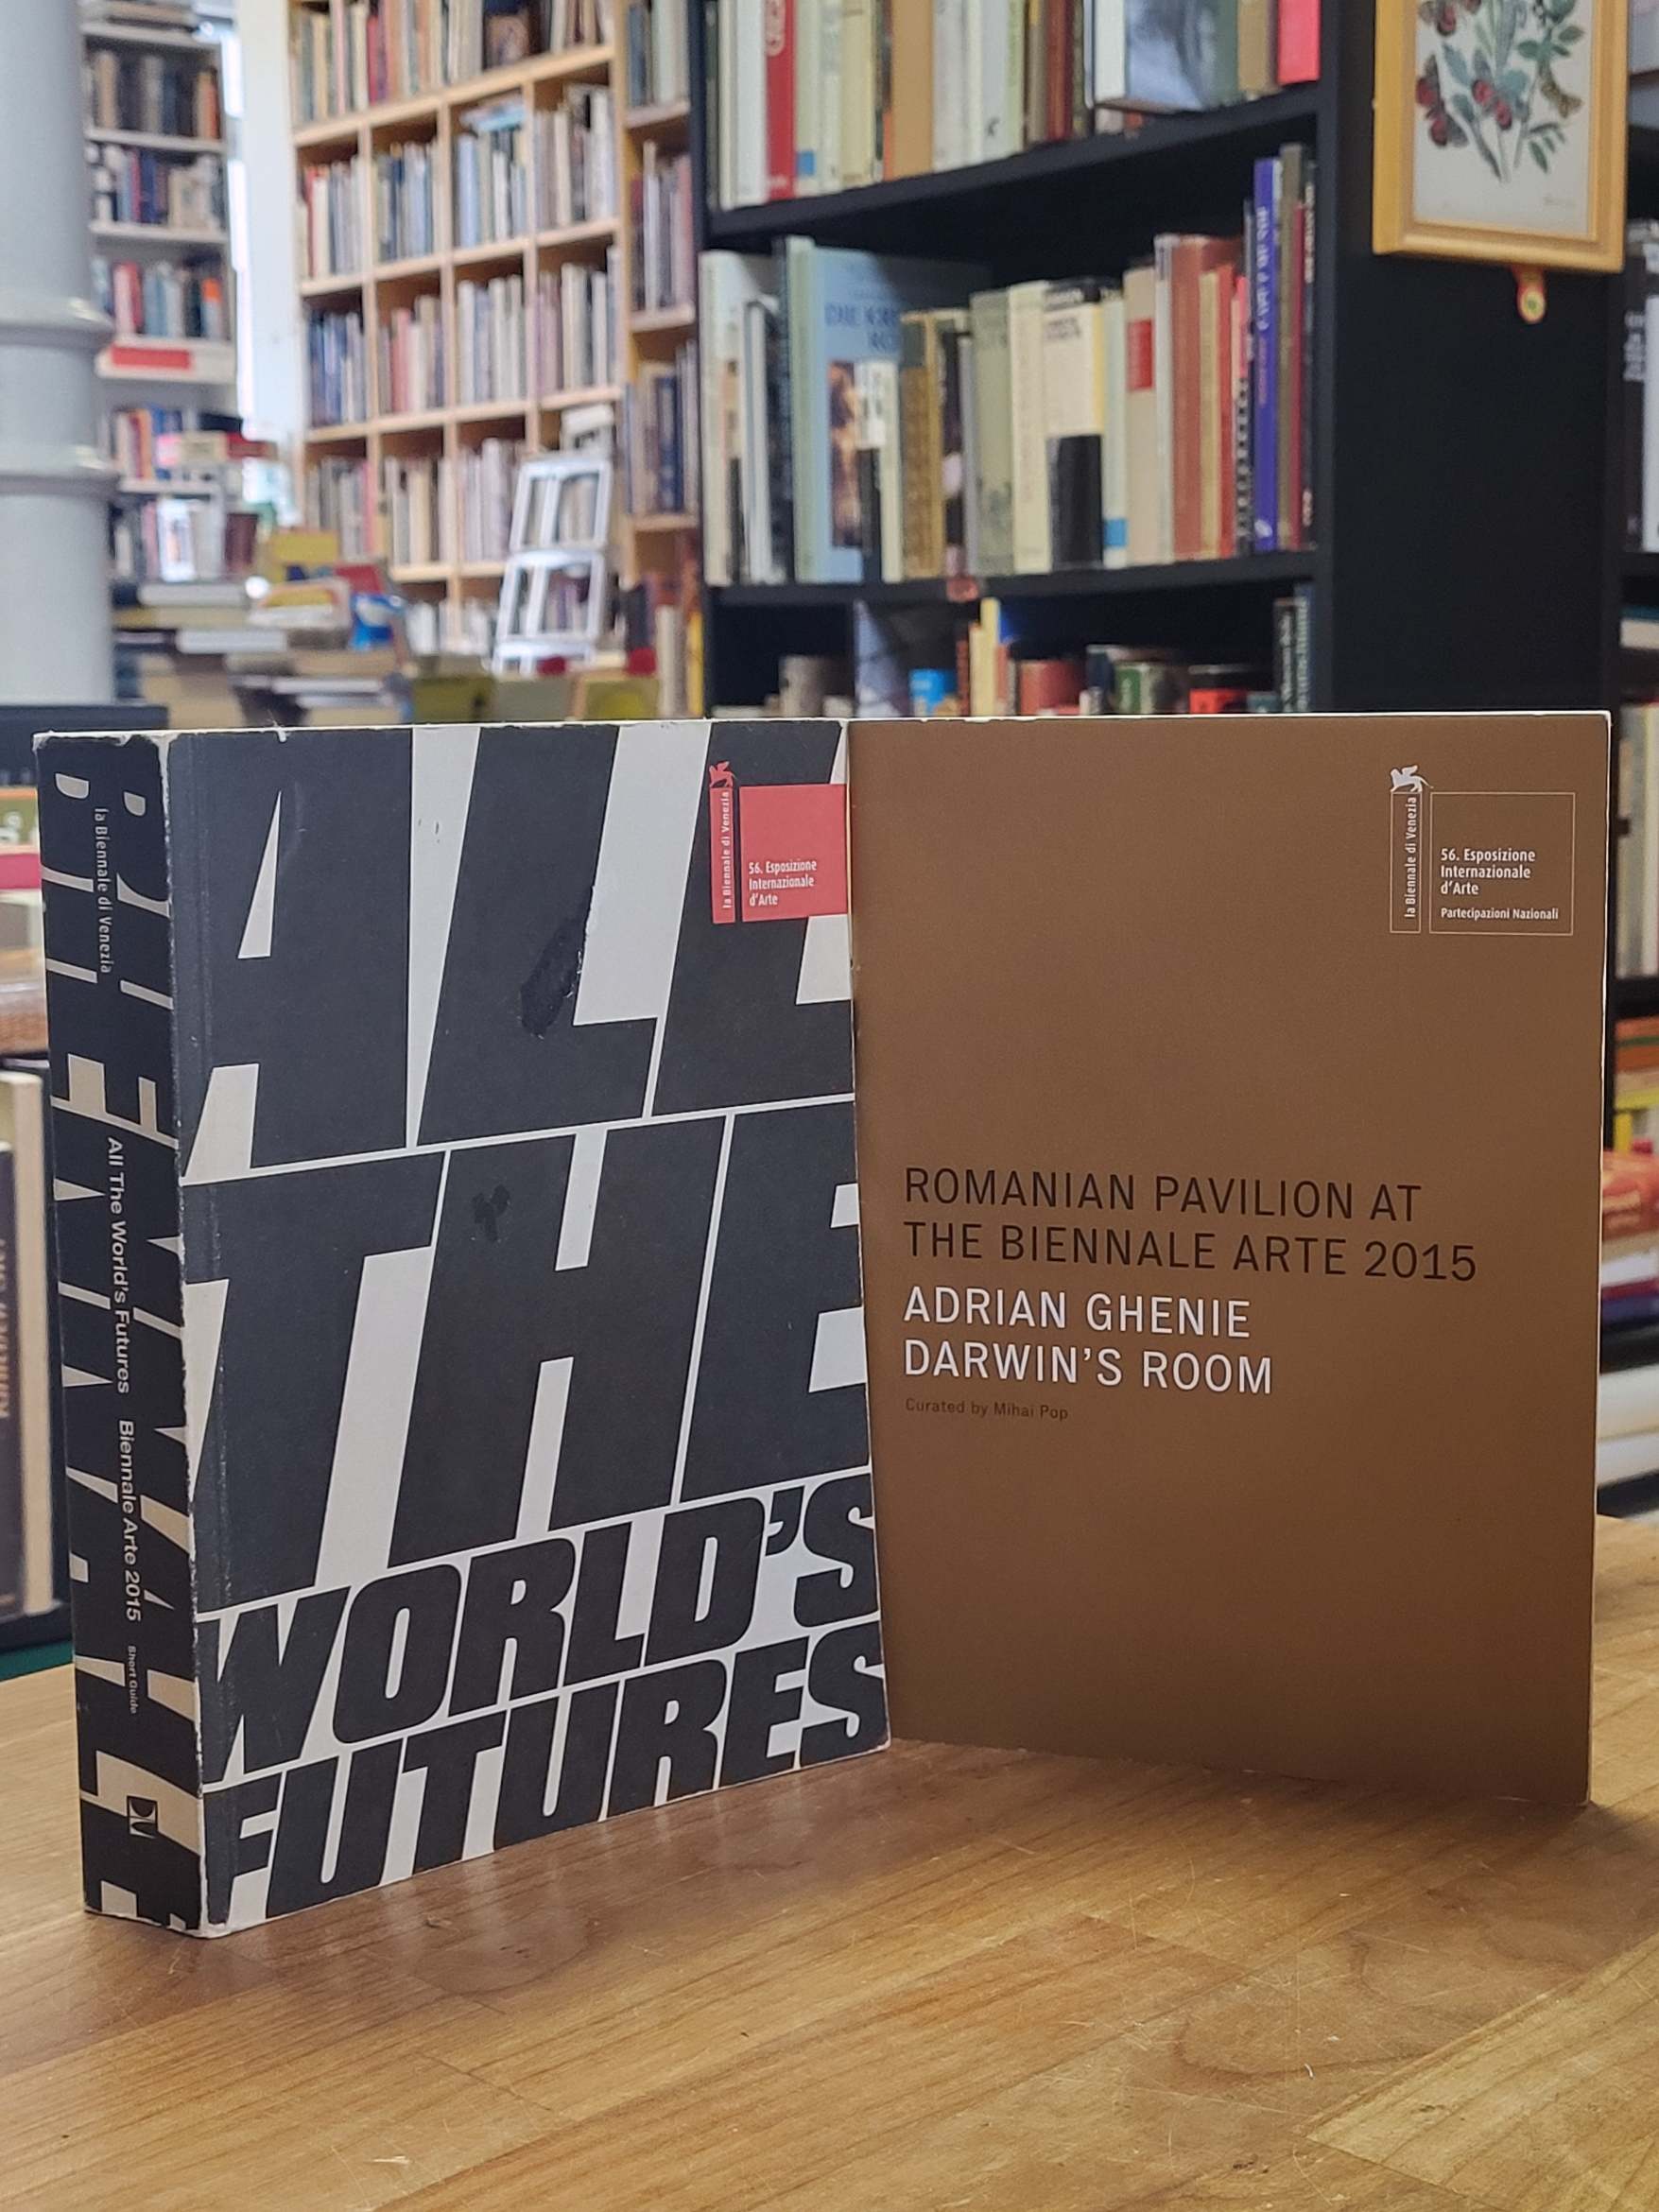 la Biennale di Venezia
All The World's Futures
Biennale Arte 2015
Short Guide
ALL
THE
WORLD'S
FUTURES
la Biennale di Venezia
56. Esposizione
Internazionale
d'Arte
la Biennale di Venezia
56. Esposizione
Internazionale
d'Arte
Partecipazioni Nazionali
ROMANIAN PAVILION AT
THE BIENNALE ARTE 2015
ADRIAN GHENIE
DARWIN'S ROOM
Curated by Mihai Pop